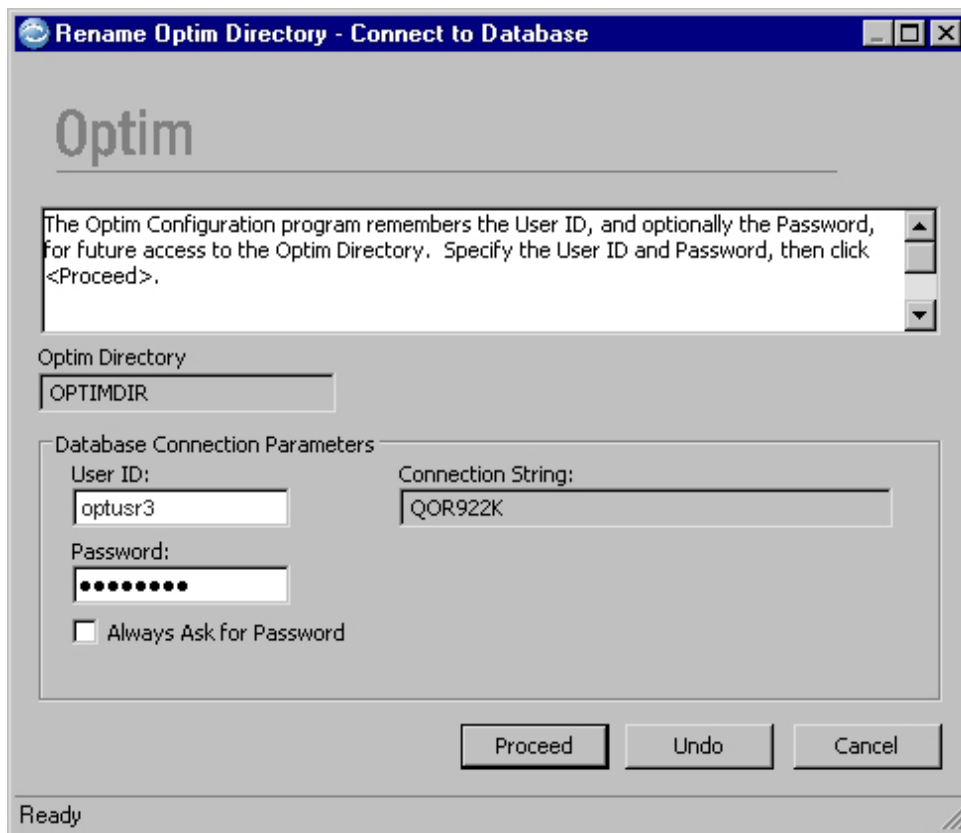 Rename Optim Directory - Connect to Database
Optim
The Optim Configuration program remembers the User ID, and optionally the Password,
for future access to the Optim Directory.  Specify the User ID and Password, then click
<Proceed>.
Optim Directory
OPTIMDIR
Database Connection Parameters
User ID:
Connection String:
optusr3
QOR922K
Password:
●●●●●●●●
Always Ask for Password
Proceed
Undo
Cancel
Ready